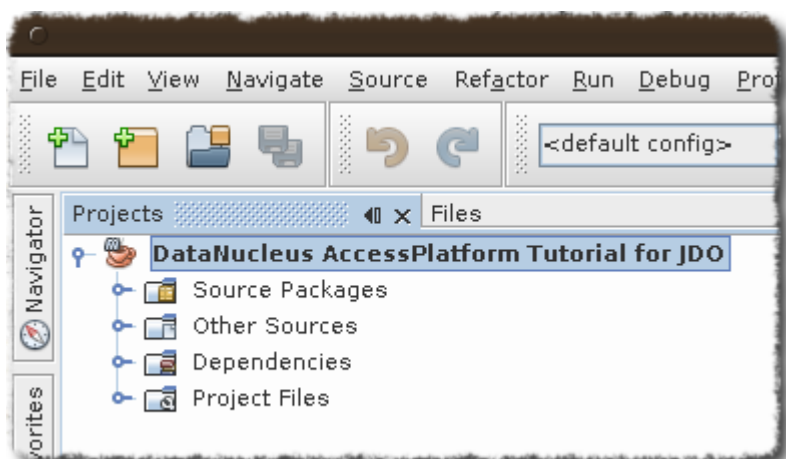 File Edit View Navigate Source Refactor Run Debug
<default config>
Projects Files
Navigator
DataNucleus AccessPlatform Tutorial for JDO
Source Packages
Other Sources
Dependencies
Project Files